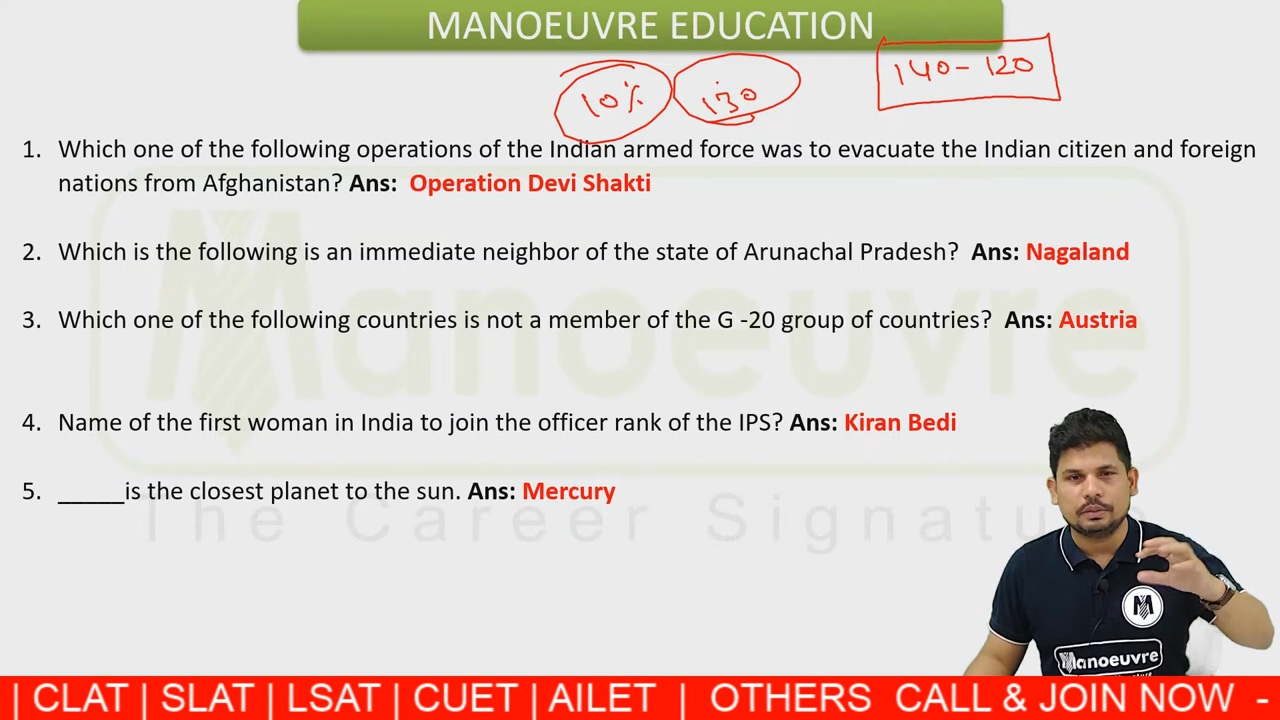 MANOEUVRE EDUCATION
10% 130 140-120
1. Which one of the following operations of the Indian armed force was to evacuate the Indian citizen and foreign
nations from Afghanistan? Ans: Operation Devi Shakti
2. Which is the following is an immediate neighbor of the state of Arunachal Pradesh? Ans: Nagaland
3. Which one of the following countries is not a member of the G -20 group of countries? Ans: Austria
Manoeuvre
4. Name of the first woman in India to join the officer rank of the IPS? Ans: Kiran Bedi
5. _____is the closest planet to the sun. Ans: Mercury
The Career Signature
M
Manoeuvre
| CLAT | SLAT | LSAT | CUET | AILET | OTHERS CALL & JOIN NOW -